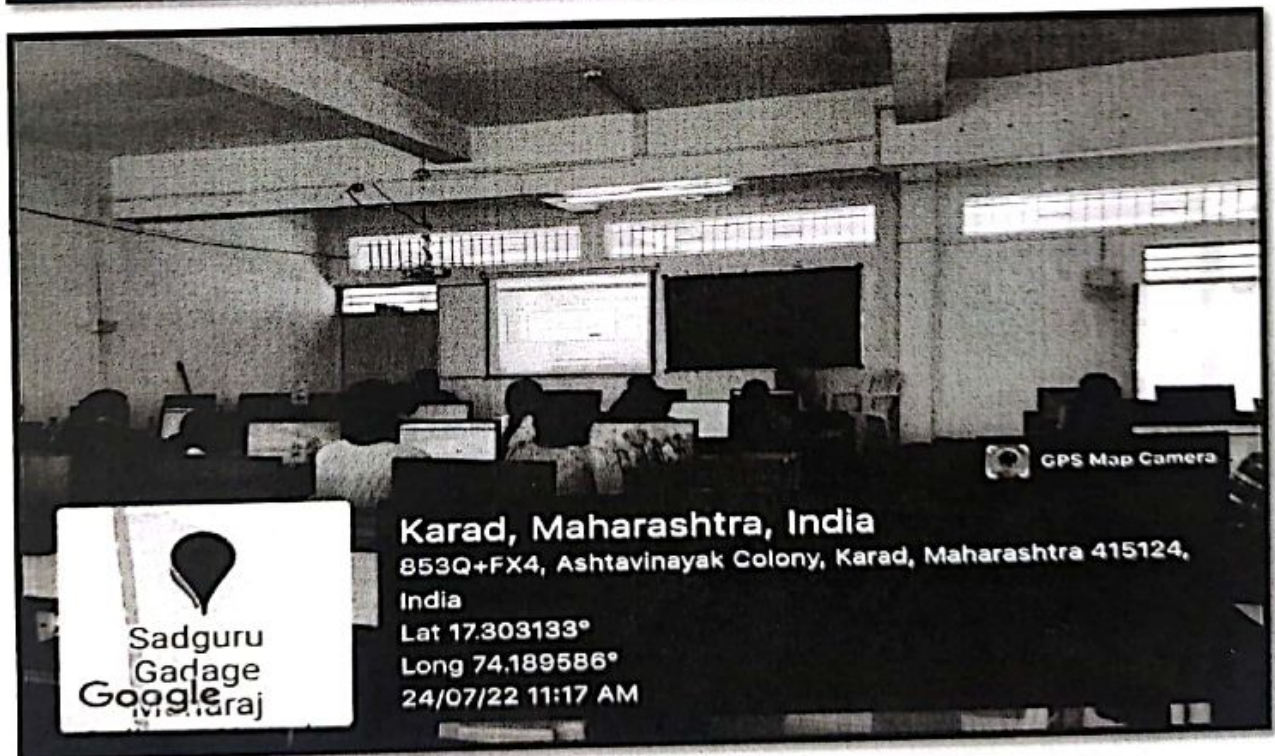 GPS Map Camera
Karad, Maharashtra, India
853Q+FX4, Ashtavinayak Colony, Karad, Maharashtra 415124,
India
Lat 17.303133°
Long 74.189586°
24/07/22 11:17 AM
Sadguru
Gadage
Google